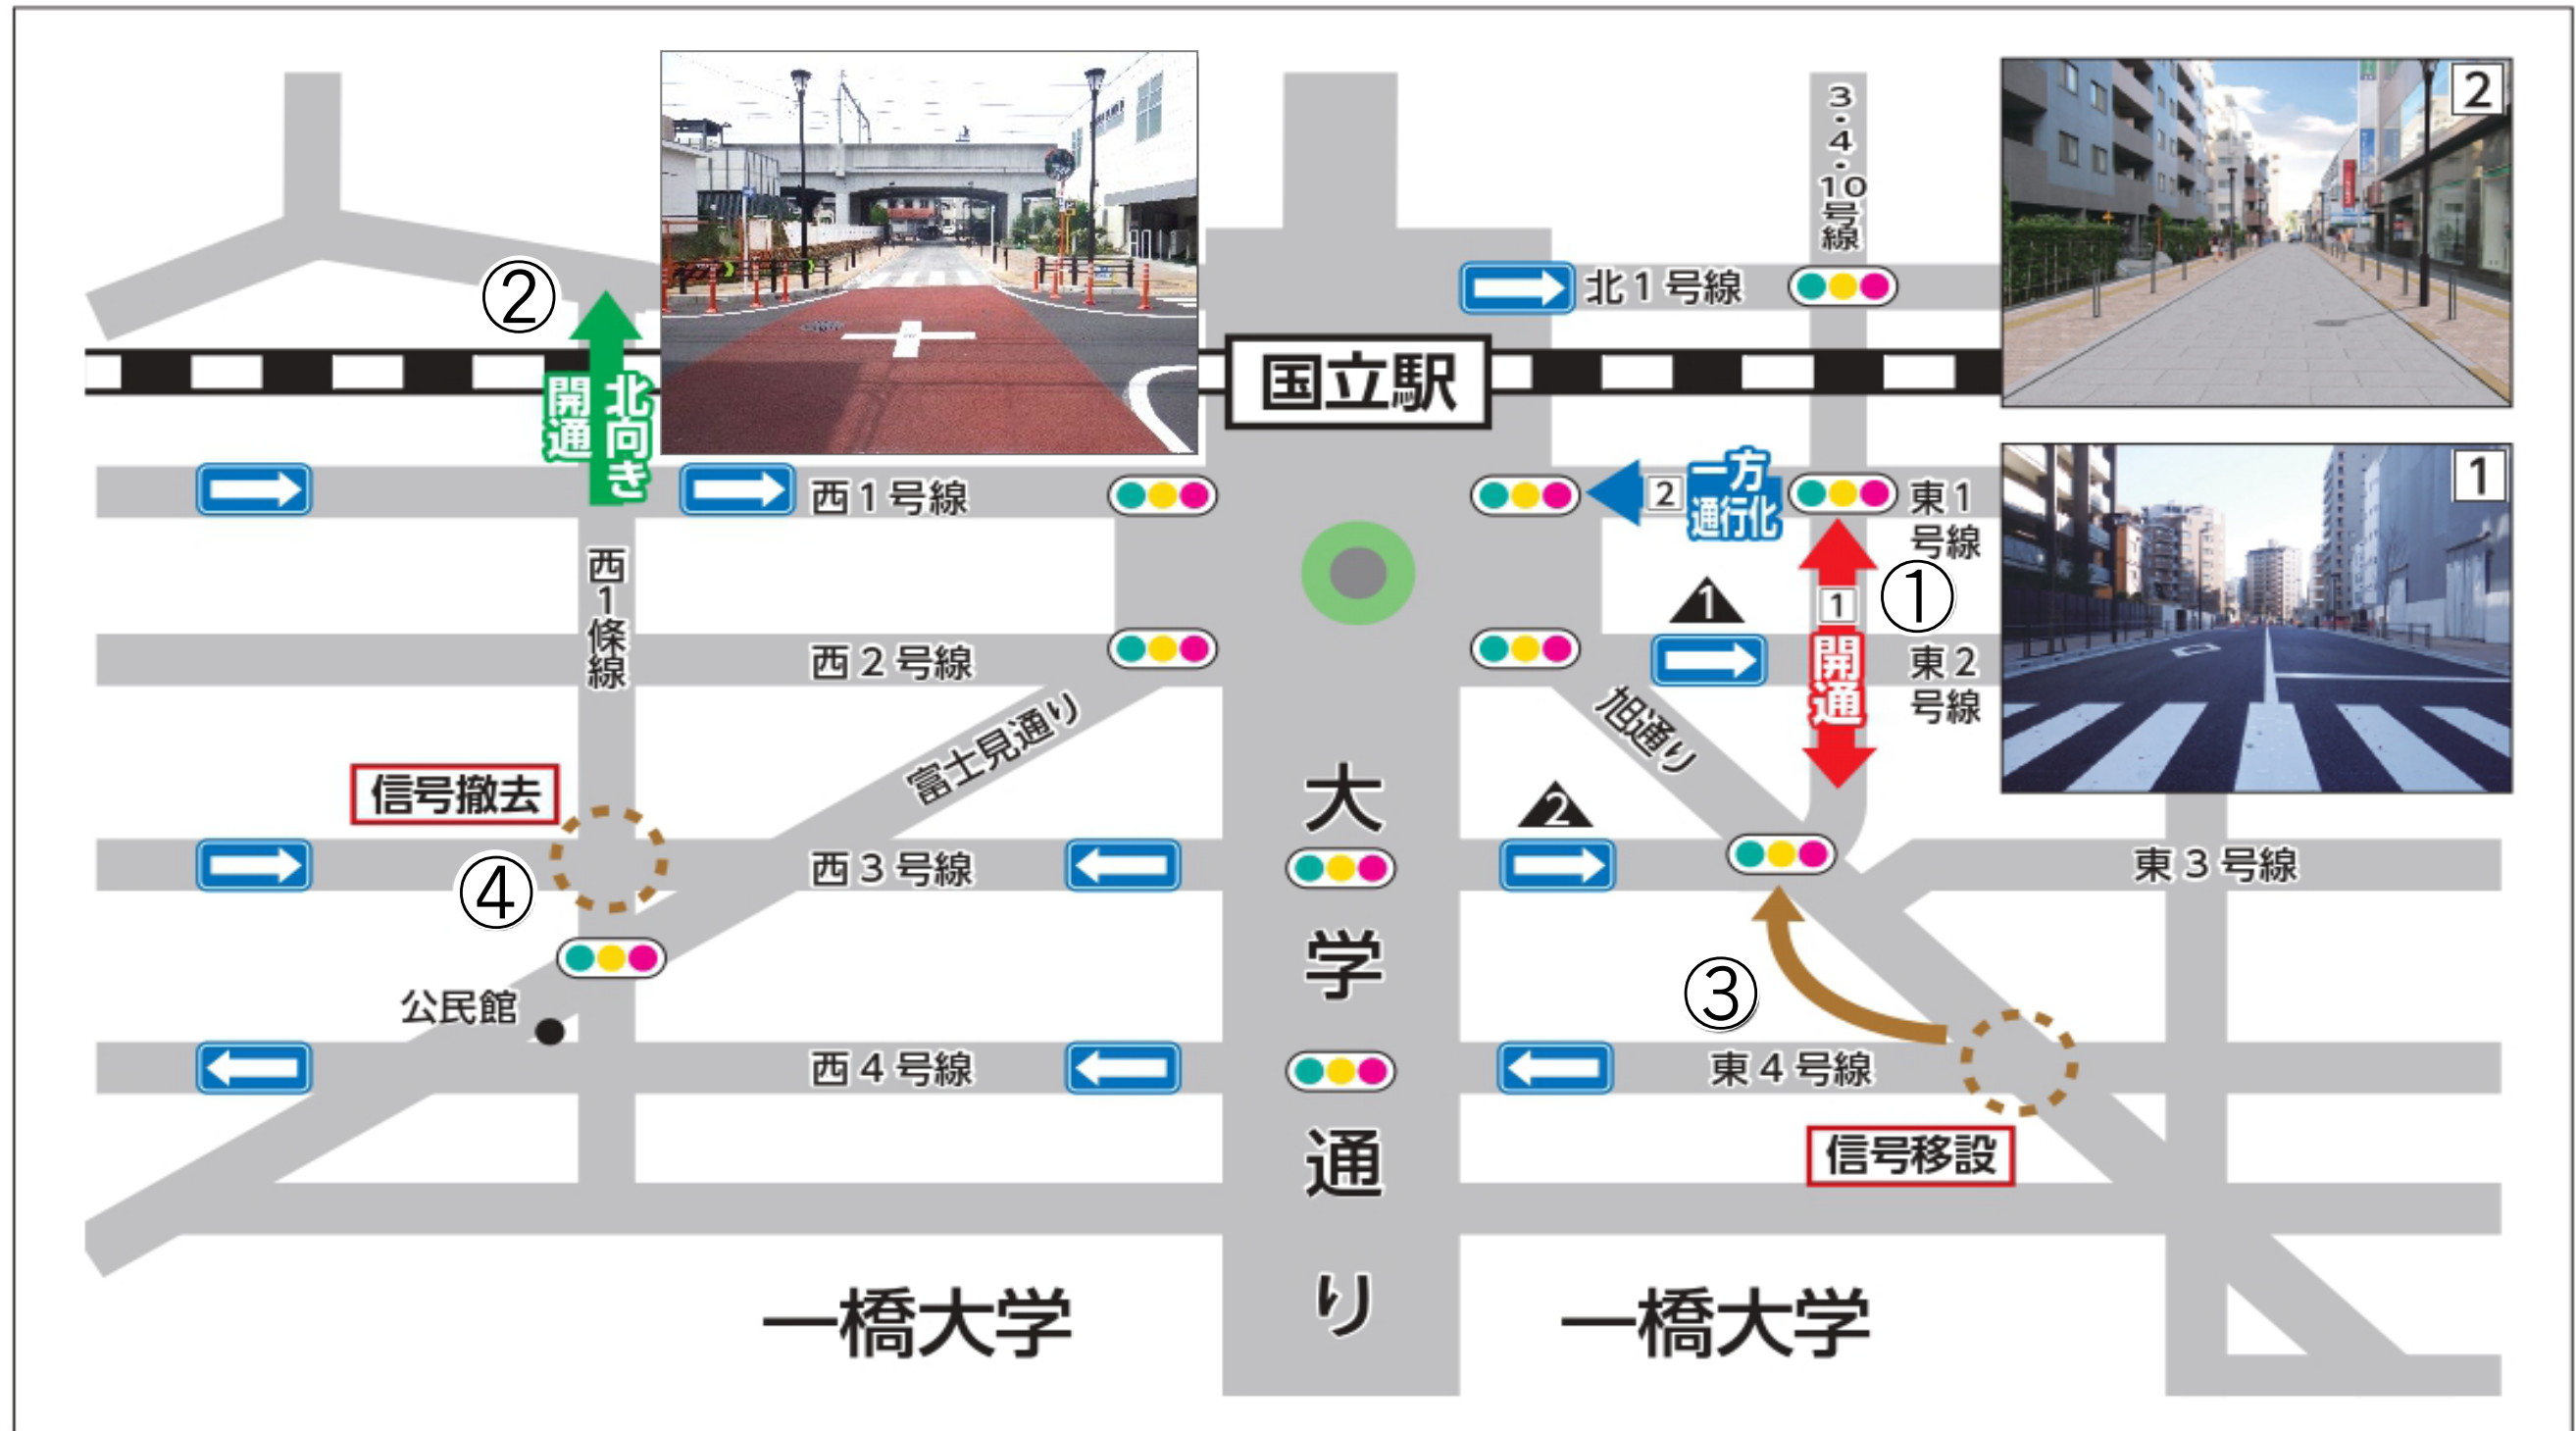 3・4・10号線
2
②
北1号線
国立駅
北向き
開通
1
一方
通行化
2
西1号線
東1
号線
①
1
開通
1
西1條線
西2号線
東2
号線
富士見通り
旭通り
信号撤去
2
大学通り
西3号線
東3号線
④
③
公民館
西4号線
東4号線
信号移設
一橋大学
一橋大学